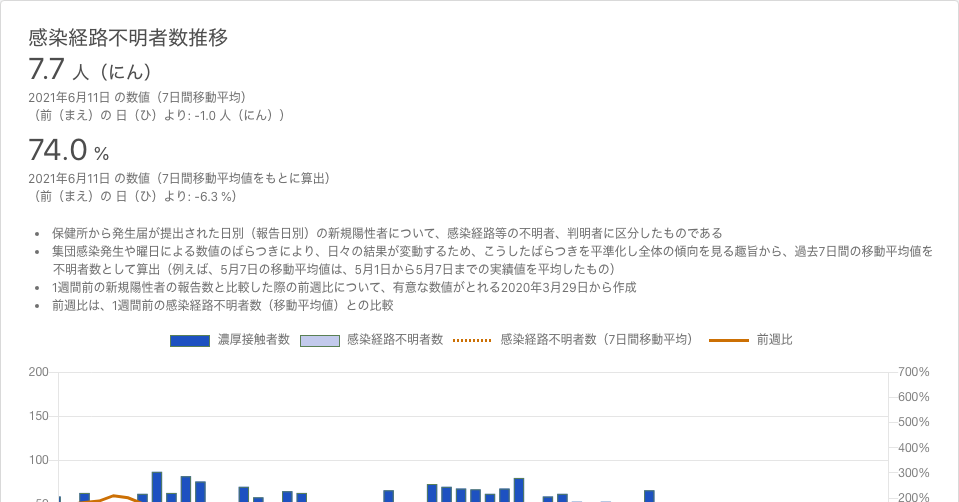 感染経路不明者数推移
7.7 人（にん）
2021年6月11日 の数値（7日間移動平均）
（前（まえ）の 日（ひ）より: -1.0 人（にん））
74.0 %
2021年6月11日 の数値（7日間移動平均値をもとに算出）
（前（まえ）の 日（ひ）より: -6.3 %）
• 保健所から発生届が提出された日別（報告日別）の新規陽性者について、感染経路等の不明者、判明者に区分したものである
• 集団感染発生や曜日による数値のばらつきにより、日々の結果が変動するため、こうしたばらつきを平準化し全体の傾向を見る趣旨から、過去7日間の移動平均値を
不明者数として算出（例えば、5月7日の移動平均値は、5月1日から5月7日までの実績値を平均したもの）
• 1週間前の新規陽性者の報告数と比較した際の前週比について、有意な数値がとれる2020年3月29日から作成
• 前週比は、1週間前の感染経路不明者数（移動平均値）との比較
濃厚接触者数 感染経路不明者数 感染経路不明者数（7日間移動平均） 前週比
200 700%
600%
150 500%
400%
100 300%
50 200%